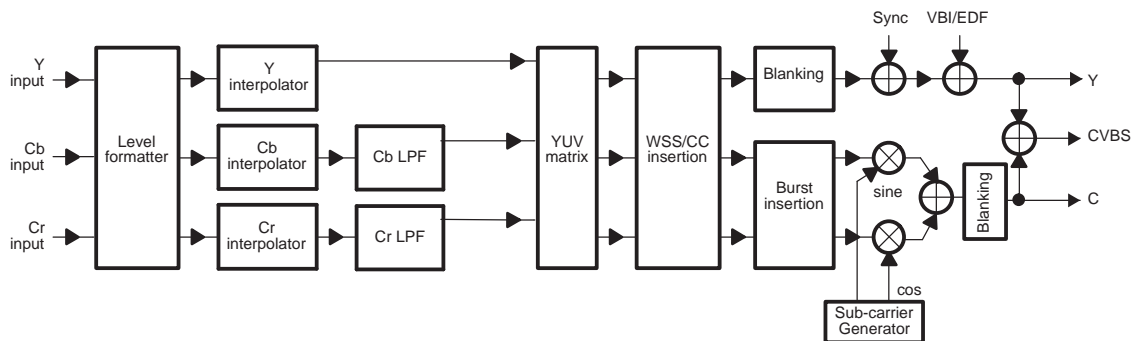 Sync
VBI/EDF
Y
input
Y
interpolator
Blanking
Y
Cb
input
Level
formatter
Cb
interpolator
Cb LPF
YUV
matrix
WSS/CC
insertion
Burst
insertion
sine
CVBS
Cr
input
Cr
interpolator
Cr LPF
Blanking
C
cos
Sub-carrier
Generator